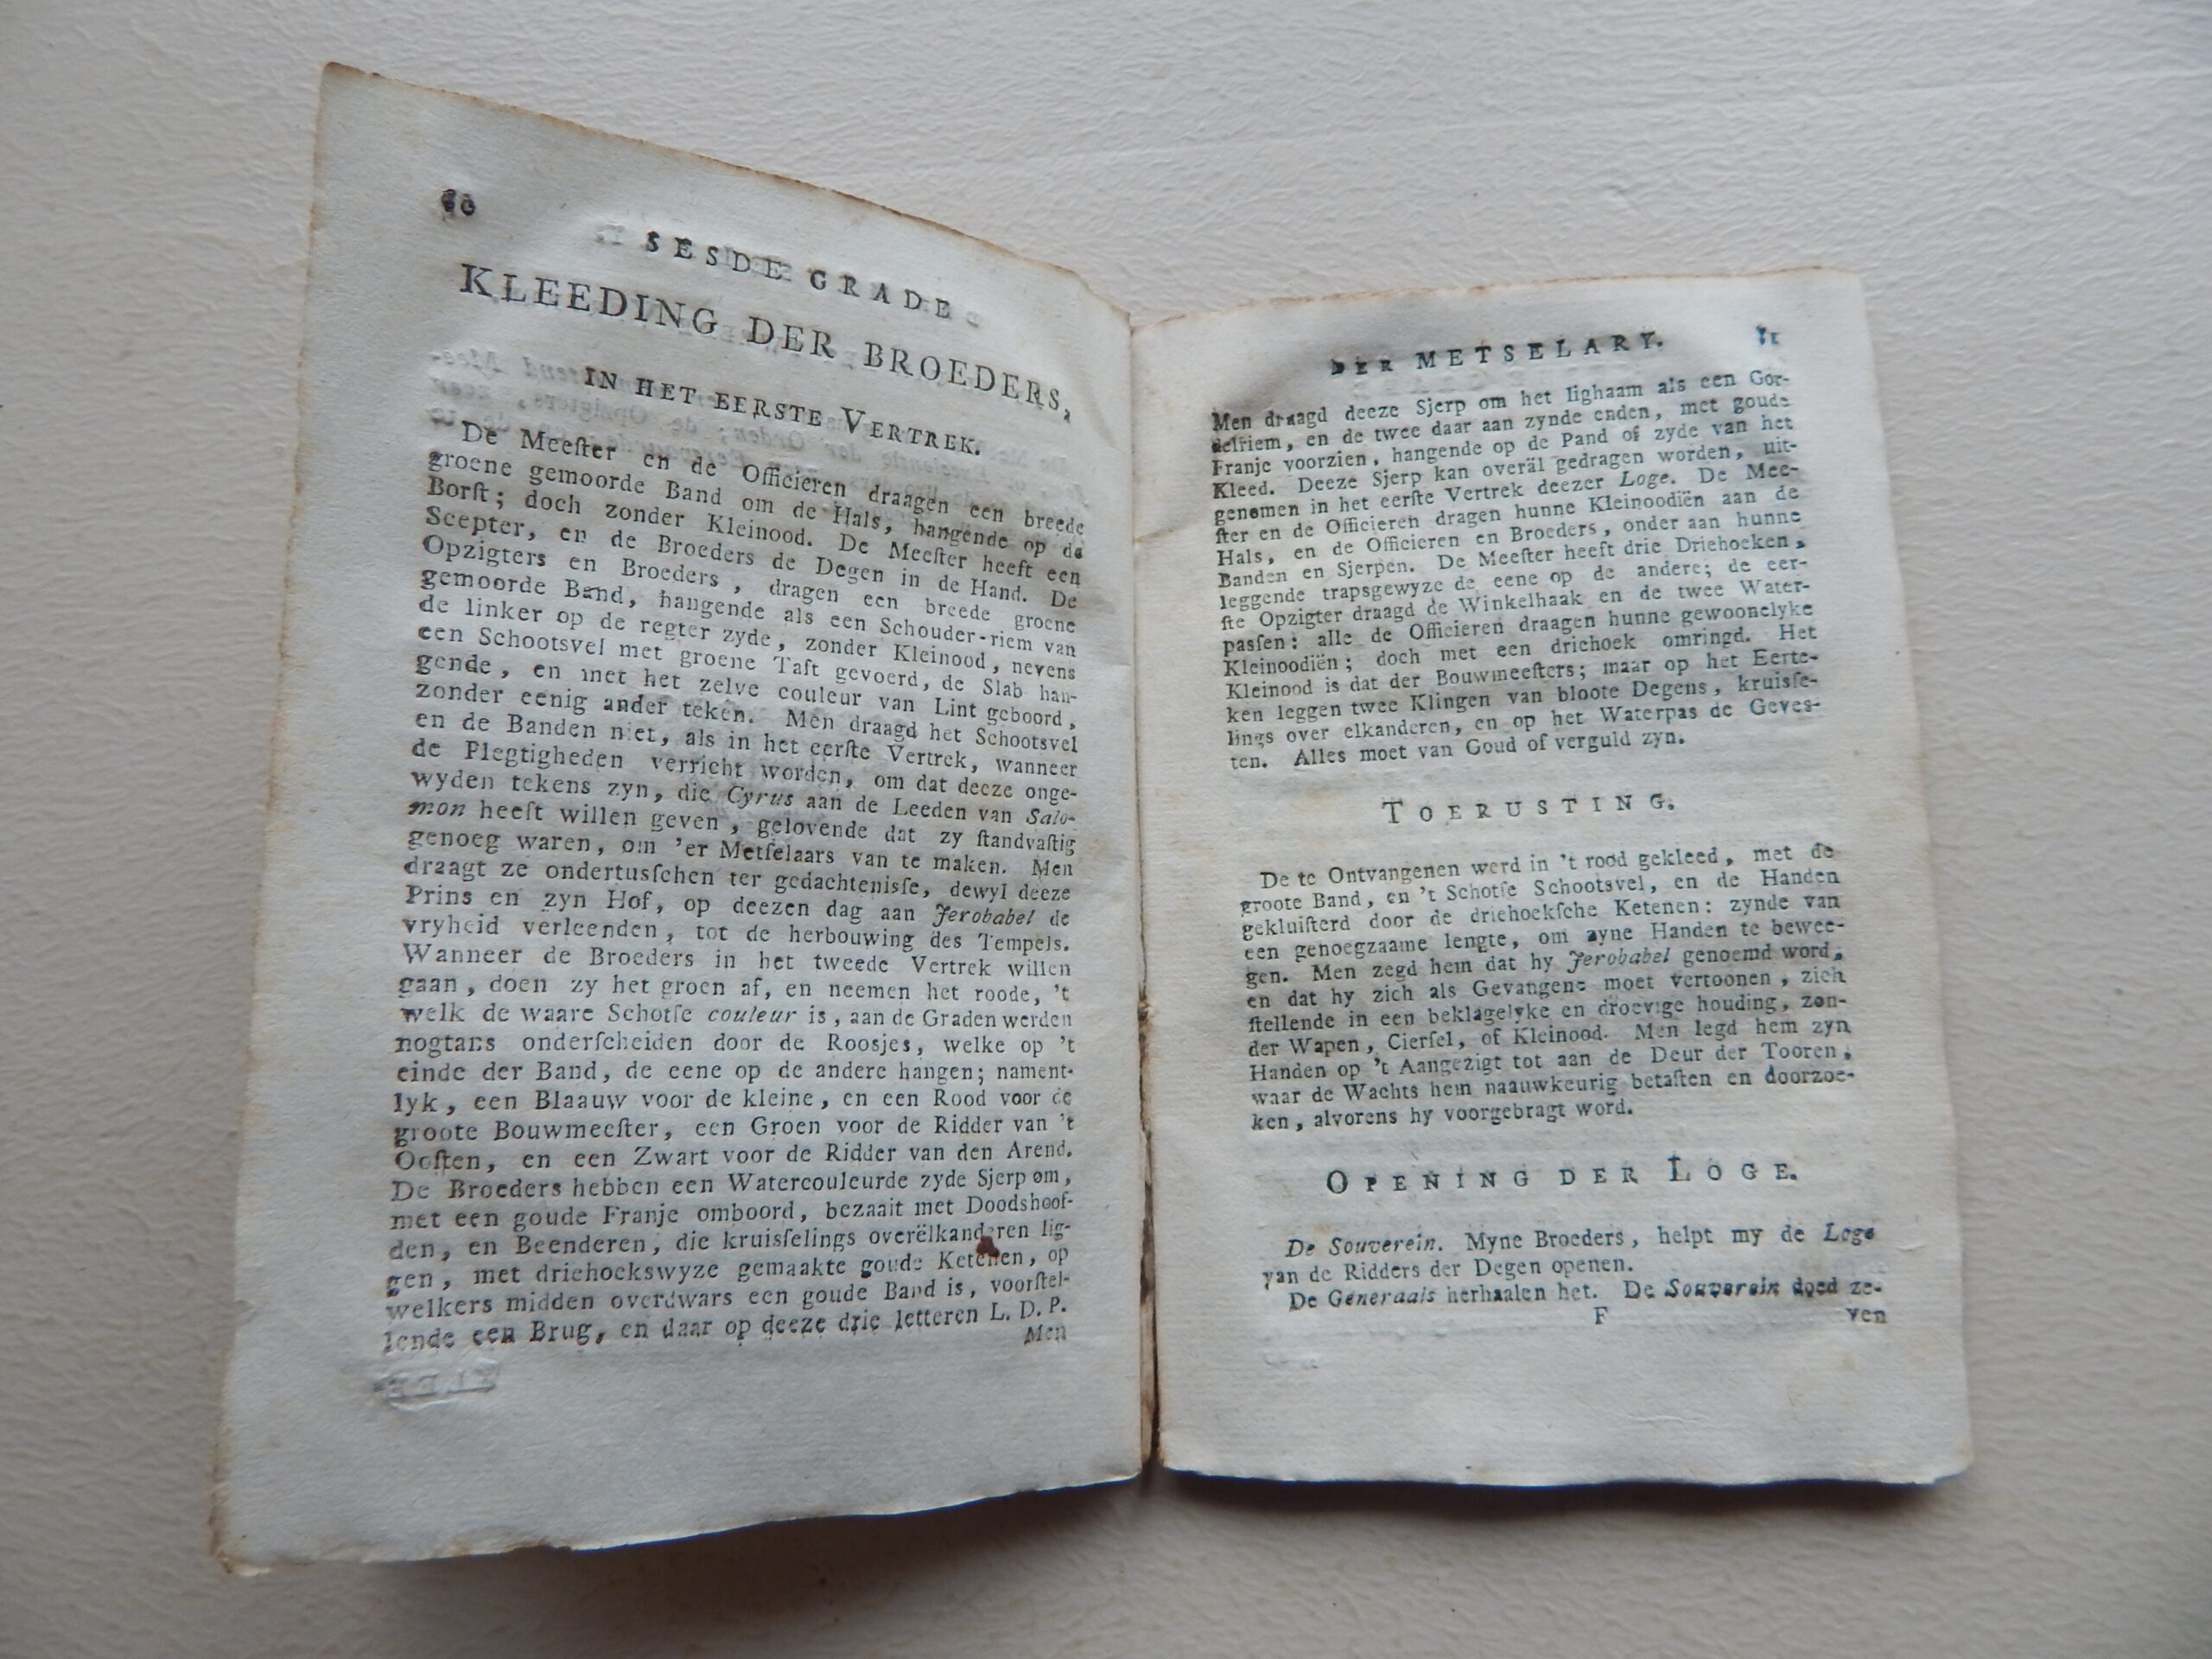 80
SESDE GRADE
KLEEDING DER BROEDERS,
IN HET EERSTE VERTREK.
De Meeſter en de Officieren draagen een breede
groene gemoorde Band om de Hals, hangende op de
Borſt; doch zonder Kleinood. De Meeſter heeft een
Scepter, en de Broeders de Degen in de Hand. De
Opzigters en Broeders, dragen een breede groene
gemoorde Band, hangende als een Schouder-riem van
de linker op de regter zyde, zonder Kleinood, nevens
een Schootsvel met groene Taft gevoerd, de Slab han-
gende, en met het zelve couleur van Lint geboord,
zonder eenig ander teken. Men draagd het Schootsvel
en de Banden niet, als in het eerſte Vertrek, wanneer
de Plegtigheden verricht worden, om dat deeze onge-
wyden tekens zyn, die Cyrus aan de Leeden van Salo-
mon heeft willen geven, gelovende dat zy ſtandvaſtig
genoeg waren, om 'er Metſelaars van te maken. Men
draagt ze ondertusſchen ter gedachtenisſe, dewyl deeze
Prins en zyn Hof, op deezen dag aan Jerobabel de
vryheid verleenden, tot de herbouwing des Tempels.
Wanneer de Broeders in het tweede Vertrek willen
gaan, doen zy het groen af, en neemen het roode, 't
welk de waare Schotſe couleur is, aan de Graden werden
nogtans onderſcheiden door de Roosjes, welke op 't
einde der Band, de eene op de andere hangen; nament-
lyk, een Blaauw voor de kleine, en een Rood voor de
groote Bouwmeeſter, een Groen voor de Ridder van 't
Ooſten, en een Zwart voor de Ridder van den Arend.
De Broeders hebben een Watercouleurde zyde Sjerp om,
met een goude Franje omboord, bezaait met Doodshoof-
den, en Beenderen, die kruisſelings overëlkanderen lig-
gen, met driehoekswyze gemaakte goude Ketenen, op
welkers midden overdwars een goude Band is, voorſtel-
lende een Brug, en daar op deeze drie letteren L. D. P.
Men
DER METSELARY. 81
Men draagd deeze Sjerp om het lighaam als een Gor-
delriem, en de twee daar aan zynde enden, met goude
Franje voorzien, hangende op de Pand of zyde van het
Kleed. Deeze Sjerp kan overäl gedragen worden, uit-
genomen in het eerſte Vertrek deezer Loge. De Mee-
ſter en de Officieren dragen hunne Kleinoodiën aan de
Hals, en de Officieren en Broeders, onder aan hunne
Banden en Sjerpen. De Meeſter heeft drie Driehoeken,
leggende trapsgewyze de eene op de andere; de eer-
ſte Opzigter draagd de Winkelhaak en de twee Water-
pasſen: alle de Officieren draagen hunne gewoonelyke
Kleinoodiën; doch met een driehoek omringd. Het
Kleinood is dat der Bouwmeeſters; maar op het Eerte-
ken leggen twee Klingen van bloote Degens, kruisſe-
lings over elkanderen, en op het Waterpas de Geves-
ten. Alles moet van Goud of verguld zyn.
TOERUSTING.
De te Ontvangenen werd in 't rood gekleed, met de
groote Band, en 't Schotſe Schootsvel, en de Handen
gekluiſterd door de driehoekſche Ketenen: zynde van
een genoegzaame lengte, om zyne Handen te bewee-
gen. Men zegd hem dat hy Jerobabel genoemd word,
en dat hy zich als Gevangene moet vertoonen, zich
ſtellende in een beklagelyke en droevige houding, zon-
der Wapen, Cierſel, of Kleinood. Men legd hem zyn
Handen op 't Aangezigt tot aan de Deur der Tooren,
waar de Wachts hem naauwkeurig betaſten en doorzoe-
ken, alvorens hy voorgebragt word.
OPENING DER LOGE.
De Souverein. Myne Broeders, helpt my de Loge
van de Ridders der Degen openen.
De Generaals herhaalen het. De Souverein doed ze-
F ven